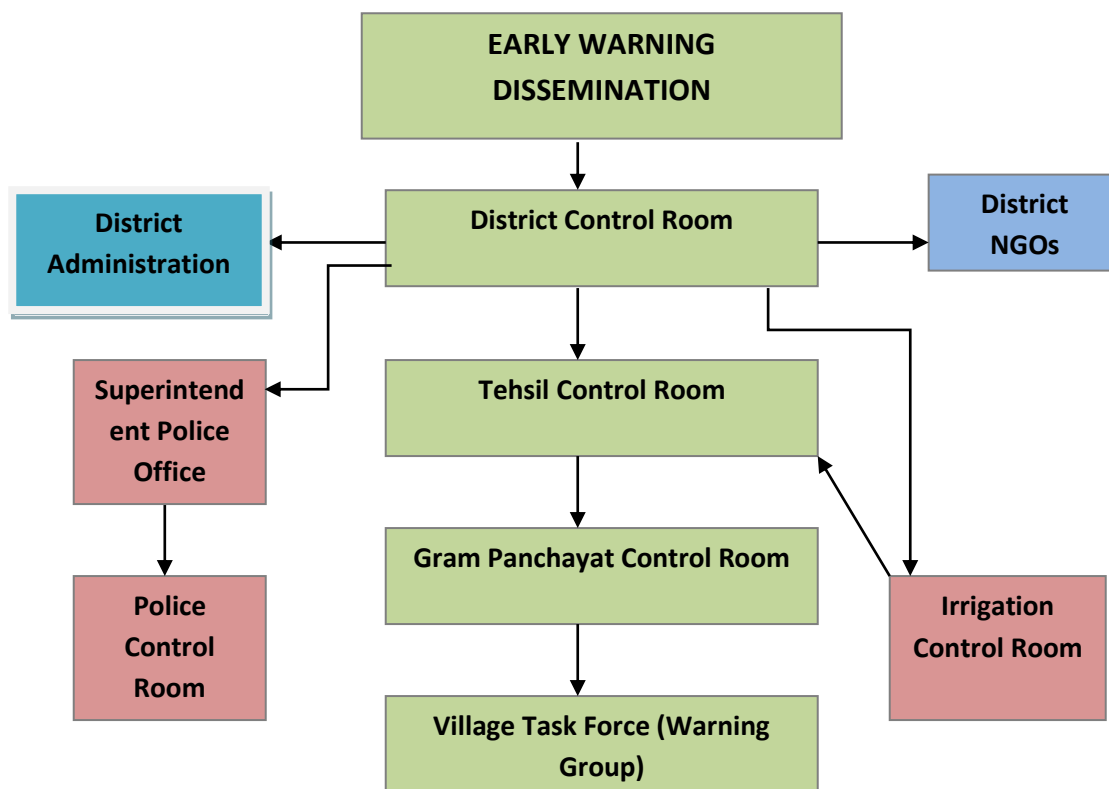 EARLY WARNING
DISSEMINATION
District
Administration
District Control Room
District
NGOs
Superintend
ent Police
Office
Tehsil Control Room
Gram Panchayat Control Room
Police
Control
Room
Irrigation
Control Room
Village Task Force (Warning
Group)